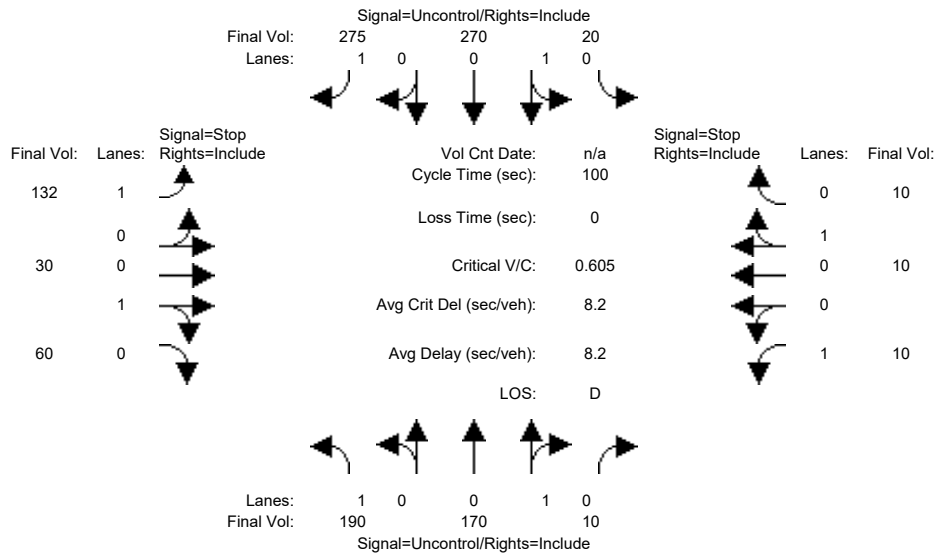 Signal=Uncontrol/Rights=Include
Final Vol: 275 270 20
Lanes: 1 0 0 1 0
Signal=Stop Signal=Stop
Final Vol: Lanes: Rights=Include Vol Cnt Date: n/a Rights=Include Lanes: Final Vol:
Cycle Time (sec): 100
132 1 0 10
Loss Time (sec): 0
0 1
30 0 Critical V/C: 0.605 0 10
1 Avg Crit Del (sec/veh): 8.2 0
60 0 Avg Delay (sec/veh): 8.2 1 10
LOS: D
Lanes: 1 0 0 1 0
Final Vol: 190 170 10
Signal=Uncontrol/Rights=Include